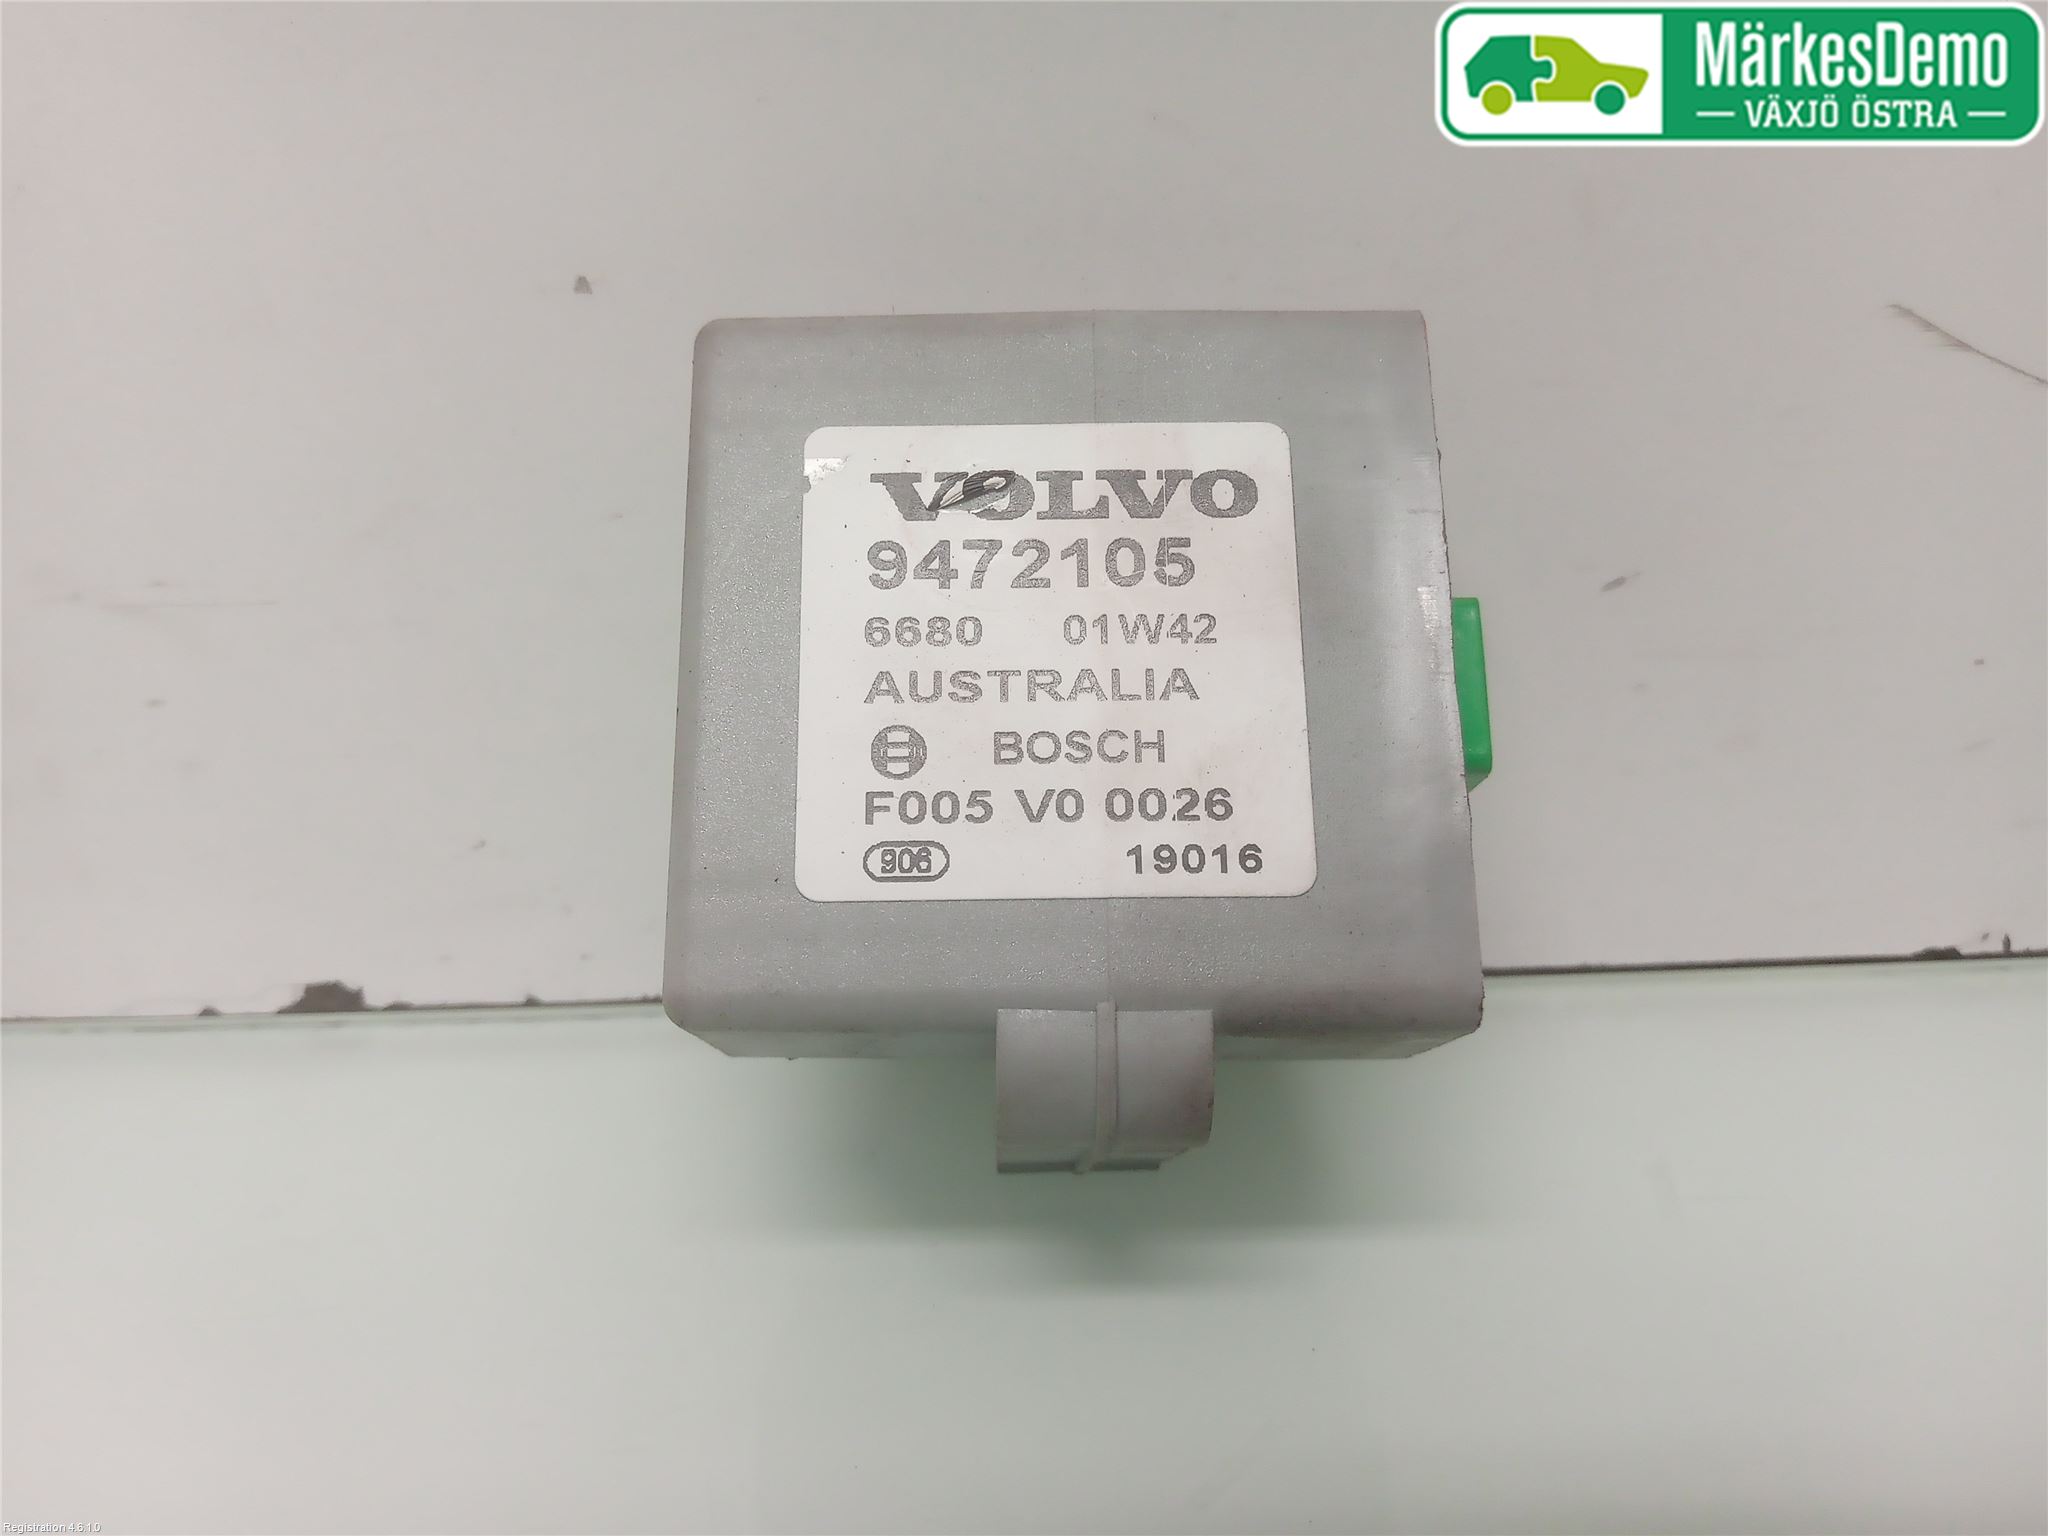 MärkesDemo
VÄXJÖ ÖSTRA
VOLVO
9472105
6680 01W42
AUSTRALIA
BOSCH
F005 V0 0026
906 19016
Registration 4.6.1.0